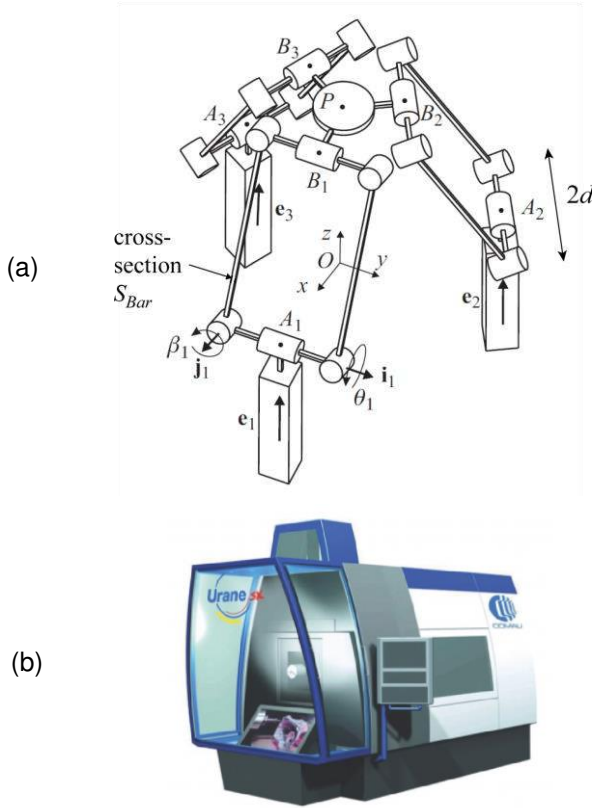 (a)
B3
P
B2
A3
B1
A2
2d
e3
cross-
section
SBar
z
O
y
x
e2
A1
β1
j1
i1
θ1
e1
(b)
Urane SX
COMAU